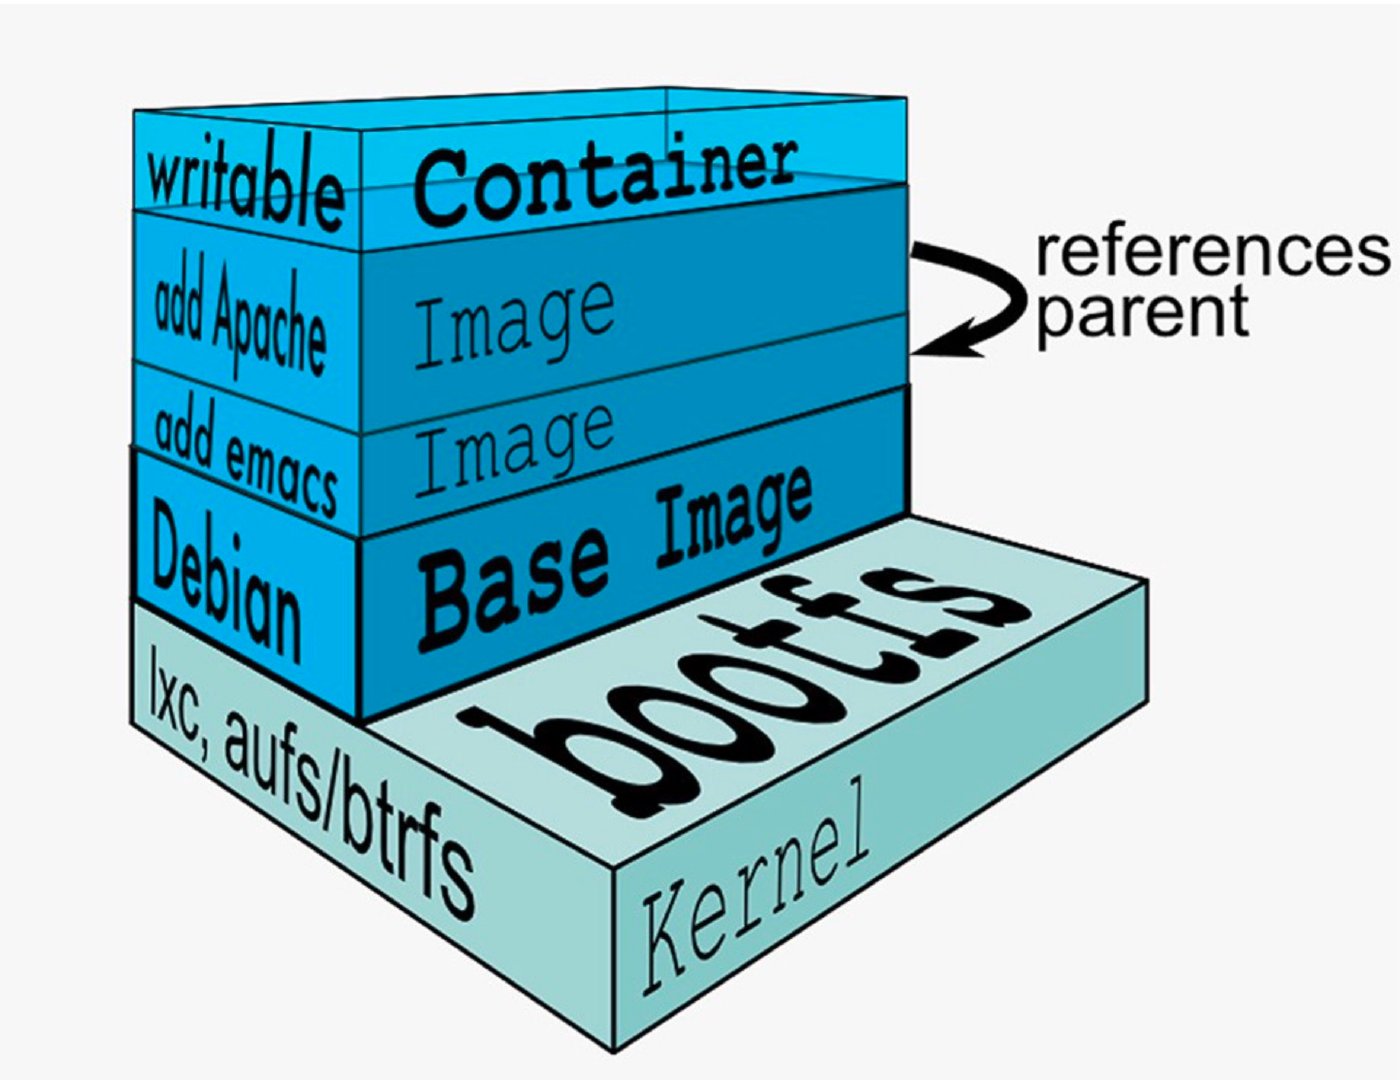 writable
Container
add Apache
Image
references
parent
add emacs
Image
Debian
Base Image
bootfs
lxc, aufs/btrfs
Kernel